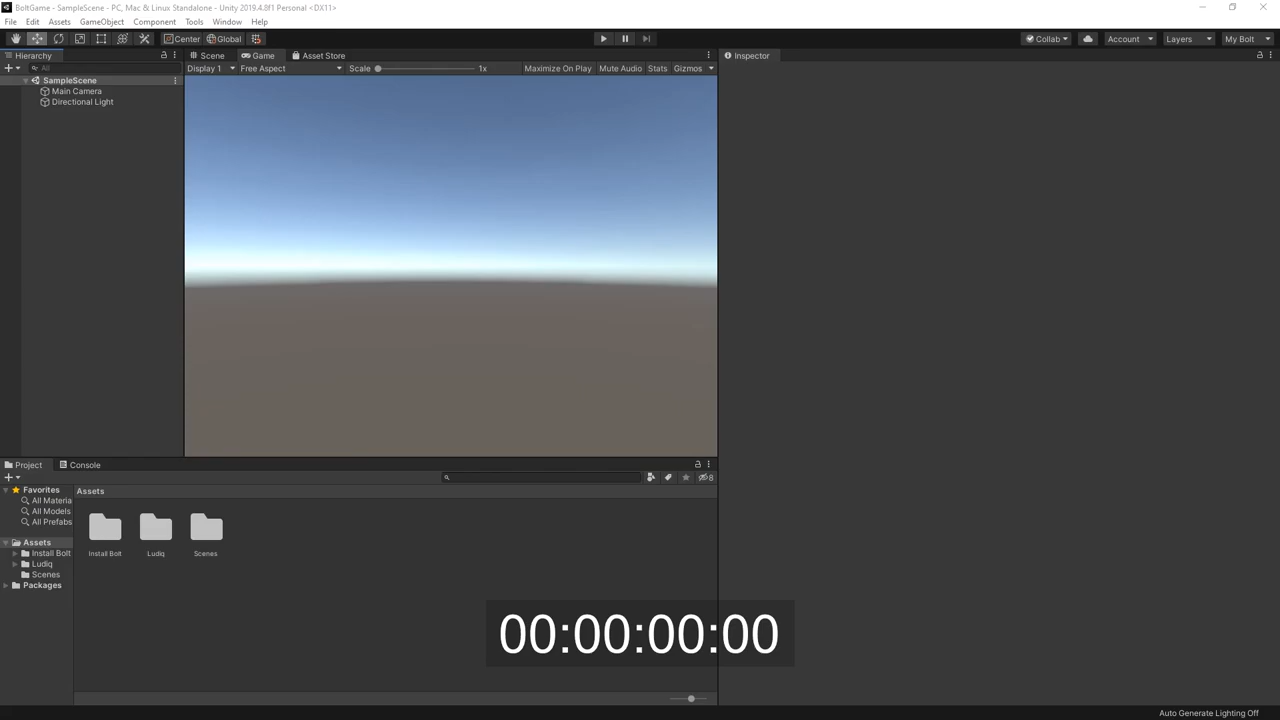 BoltGame - SampleScene - PC, Mac & Linux Standalone - Unity 2019.4.8f1 Personal <DX11>
File Edit Assets GameObject Component Tools Window Help
Center Global Collab Account Layers My Bolt
Hierarchy Scene Game Asset Store Inspector
All Display 1 Free Aspect Scale 1x Maximize On Play Mute Audio Stats Gizmos
SampleScene
Main Camera
Directional Light
Project Console
8
Favorites Assets
All Materia
All Models
All Prefabs
Assets
Install Bolt Install Bolt Ludiq Scenes
Ludiq
Scenes
Packages
00:00:00:00
Auto Generate Lighting Off